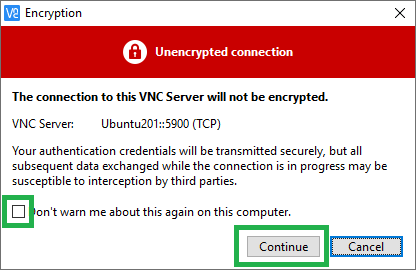 VC Encryption
Unencrypted connection
The connection to this VNC Server will not be encrypted.
VNC Server: Ubuntu201::5900 (TCP)
Your authentication credentials will be transmitted securely, but all
subsequent data exchanged while the connection is in progress may be
susceptible to interception by third parties.
Don't warn me about this again on this computer.
Continue Cancel